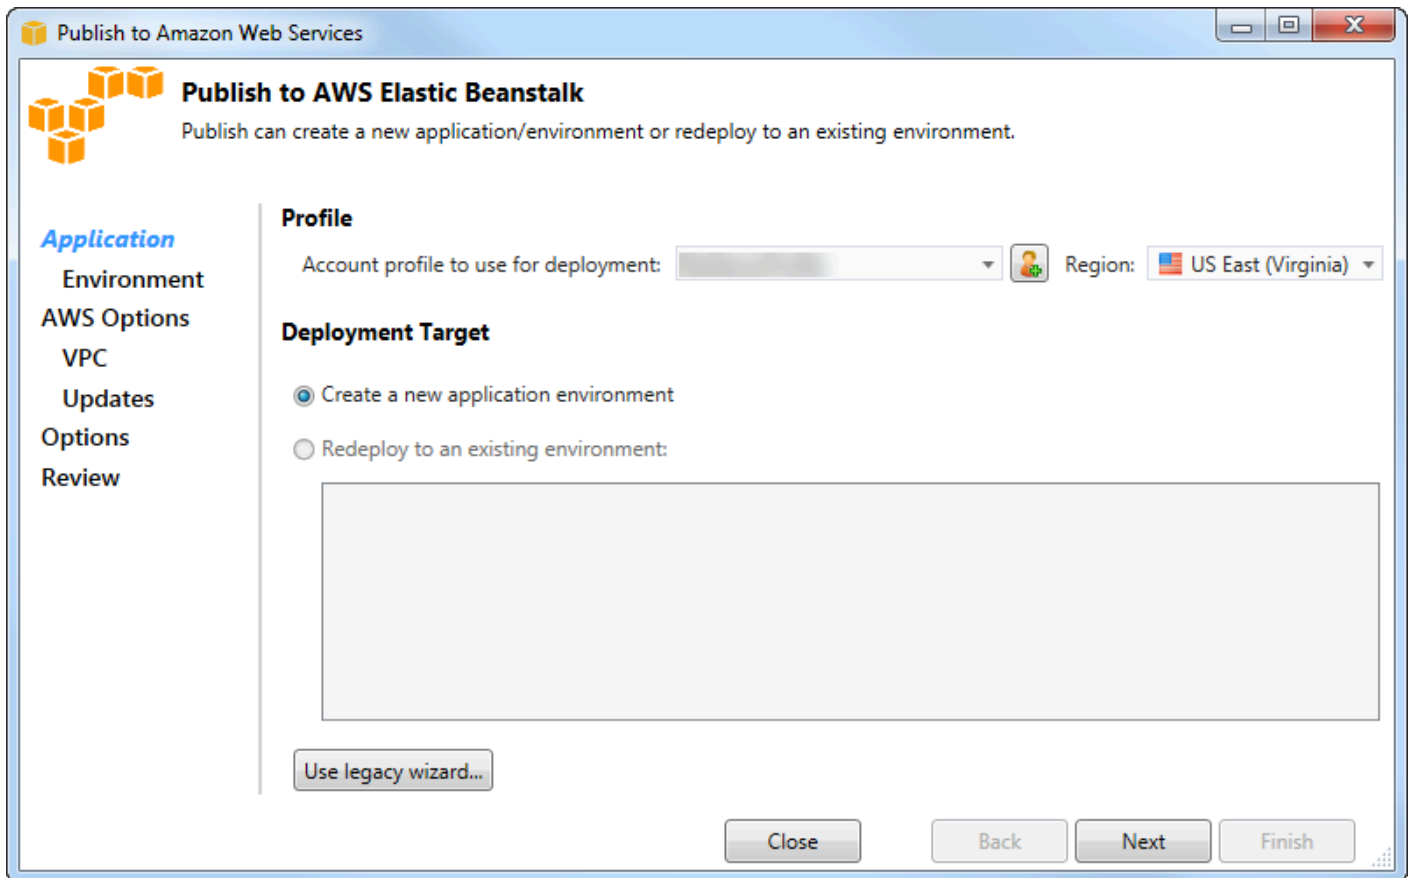 Publish to Amazon Web Services
Publish to AWS Elastic Beanstalk
Publish can create a new application/environment or redeploy to an existing environment.
Application
Environment
AWS Options
VPC
Updates
Options
Review
Profile
Account profile to use for deployment:
Region:
US East (Virginia)
Deployment Target
Create a new application environment
Redeploy to an existing environment:
Use legacy wizard...
Close
Back
Next
Finish